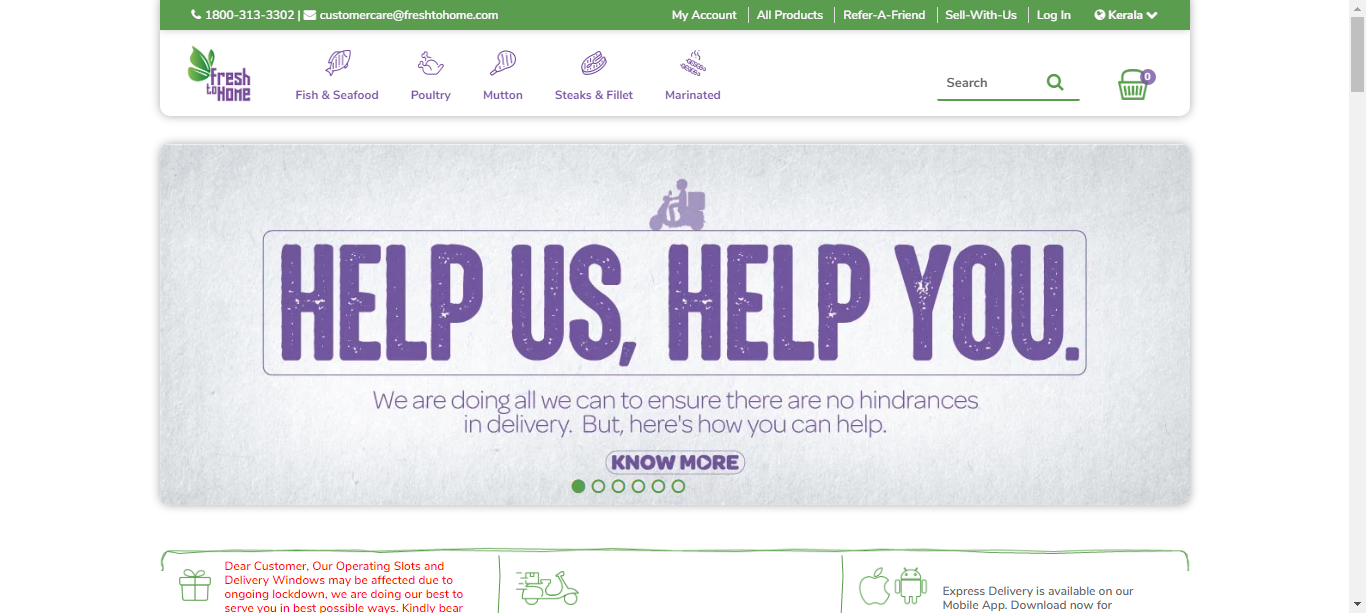 1800-313-3302 | customercare@freshtohome.com
My Account | All Products | Refer-A-Friend | Sell-With-Us | Log In Kerala
fresh
to HOME
Fish & Seafood Poultry Mutton Steaks & Fillet Marinated
Search
0
HELP US, HELP YOU.
We are doing all we can to ensure there are no hindrances
in delivery. But, here's how you can help.
KNOW MORE
Dear Customer, Our Operating Slots and
Delivery Windows may be affected due to
ongoing lockdown, we are doing our best to
serve you in best possible ways. Kindly bear
Express Delivery is available on our
Mobile App. Download now for